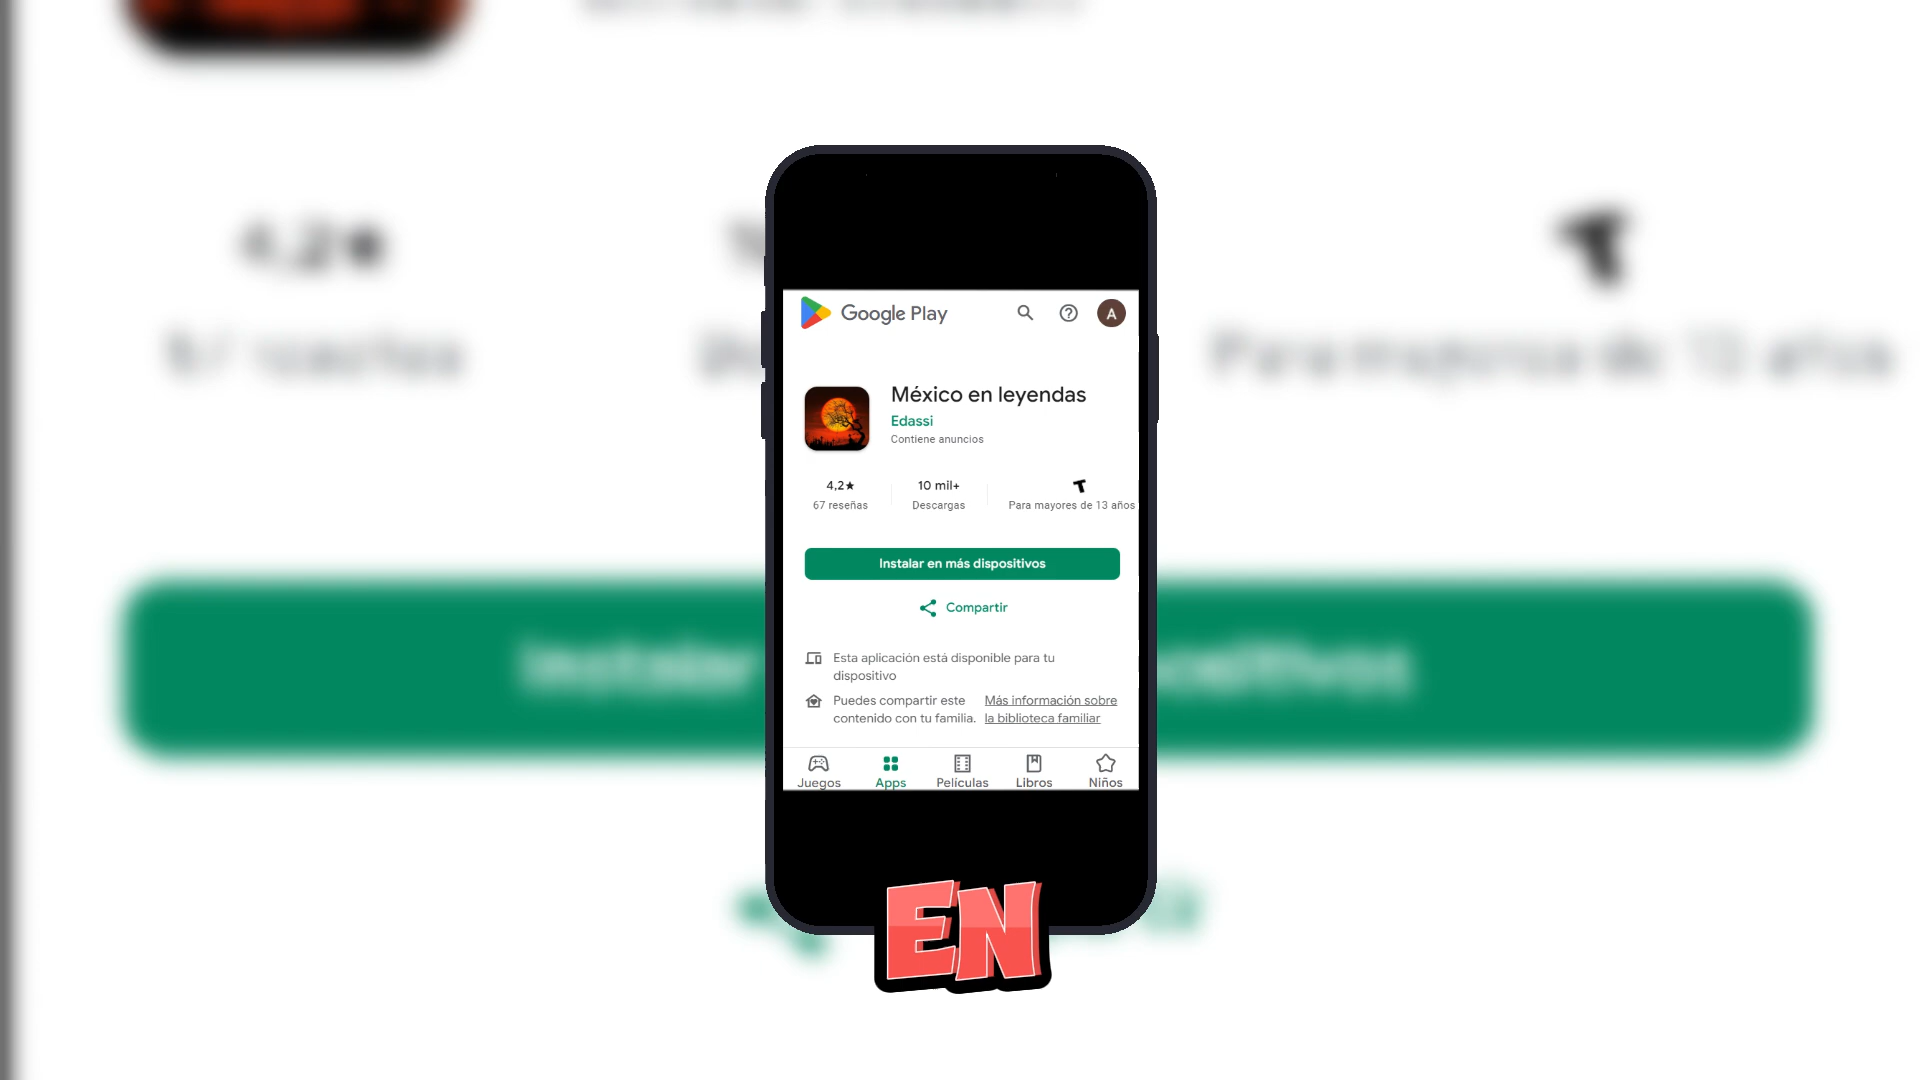 Google Play
A
México en leyendas
Edassi
Contiene anuncios
4,2★
67 reseñas
10 mil+
Descargas
T
Para mayores de 13 años
Instalar en más dispositivos
Compartir
Esta aplicación está disponible para tu
dispositivo
Puedes compartir este
contenido con tu familia.
Más información sobre
la biblioteca familiar
Juegos
Apps
Películas
Libros
Niños
EN